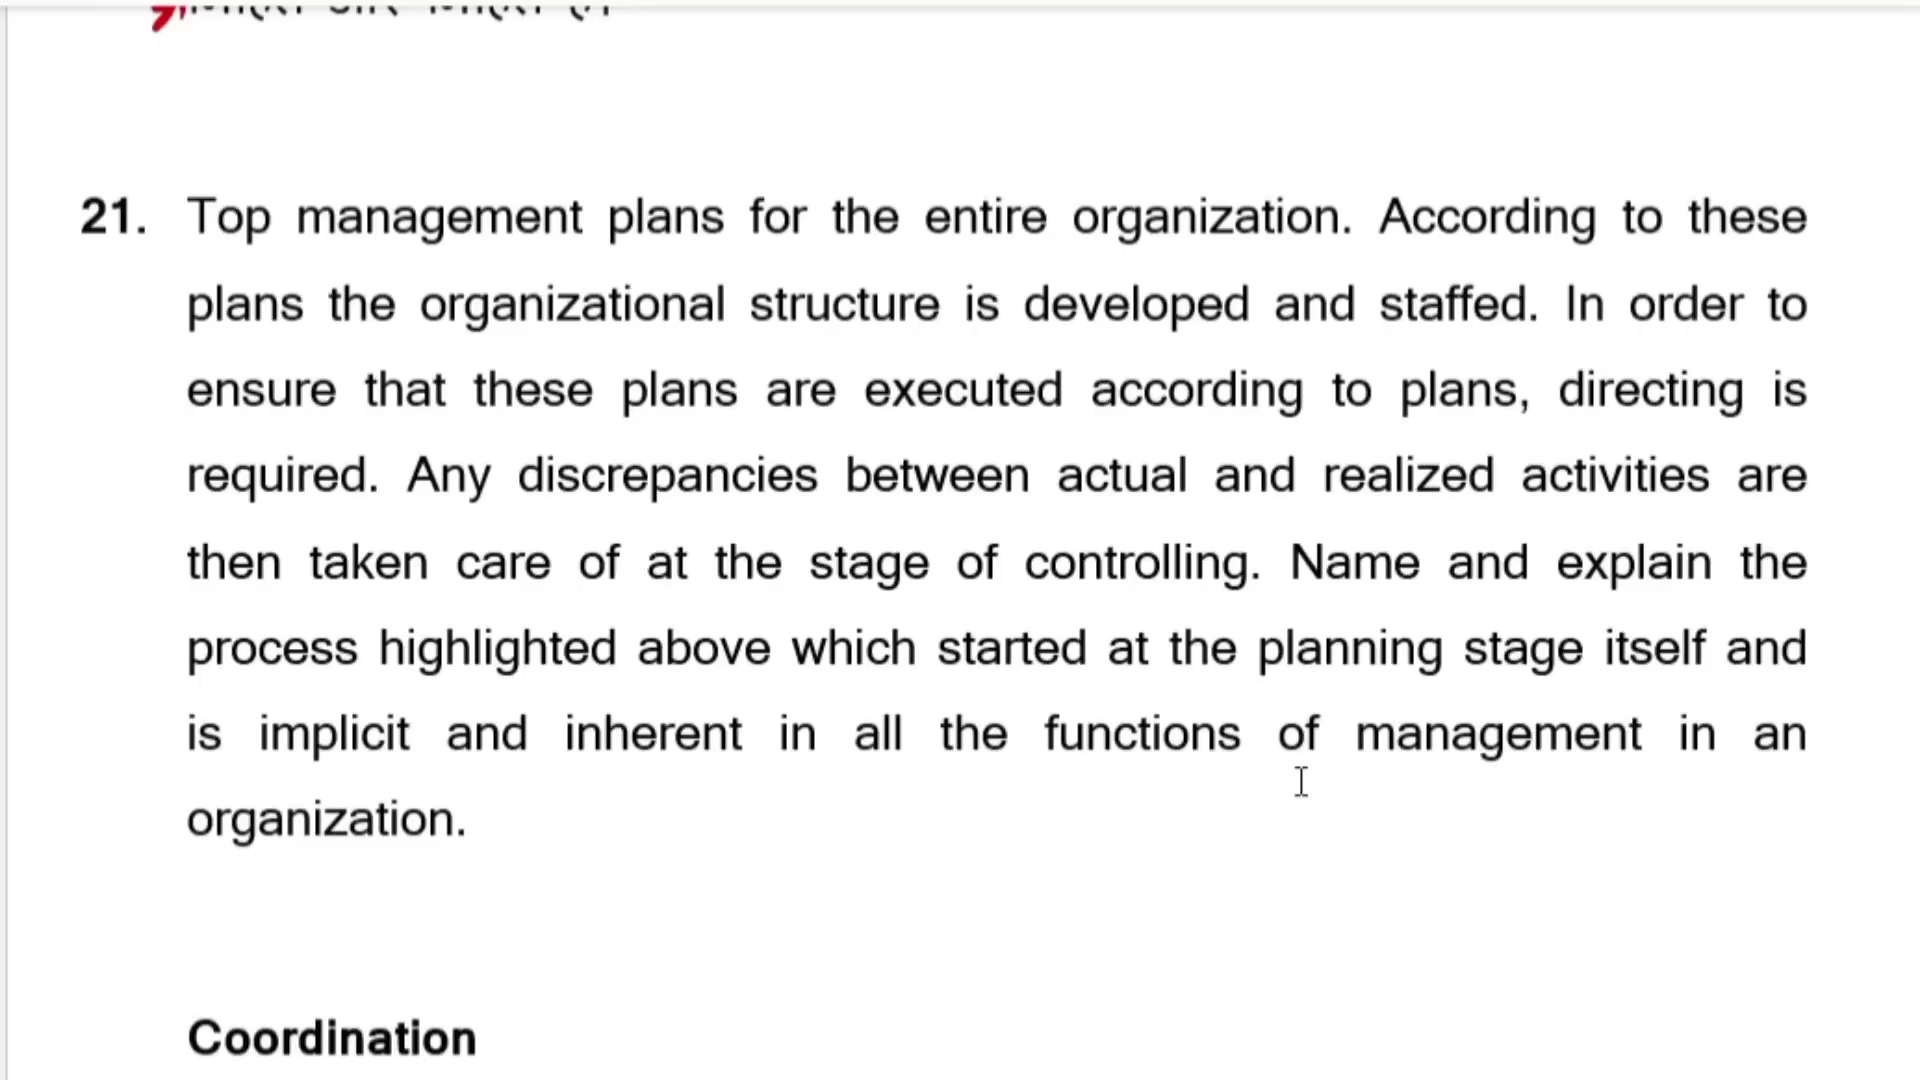 21. Top management plans for the entire organization. According to these
plans the organizational structure is developed and staffed. In order to
ensure that these plans are executed according to plans, directing is
required. Any discrepancies between actual and realized activities are
then taken care of at the stage of controlling. Name and explain the
process highlighted above which started at the planning stage itself and
is implicit and inherent in all the functions of management in an
organization.
Coordination